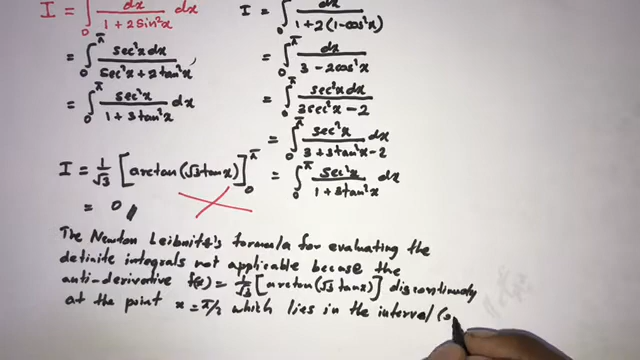 I = ∫₀^π dx / (1 + 2sin²x) dx
= ∫₀^π sec²x dx / (sec²x + 2tan²x)
= ∫₀^π sec²x / (1 + 3tan²x) dx
I = 1/√3 [arctan(√3 tanx)]₀^π
= 0
I = ∫₀ dx / (1 + 2(1-cos²x))
= ∫₀^π dx / (3 - 2cos²x)
= ∫₀^π sec²x dx / (3sec²x - 2)
= ∫₀^π sec²x / (3 + 3tan²x - 2) dx
= ∫₀^π sec²x / (1 + 3tan²x) dx
The Newton Leibnitz's formula for evaluating the
definite integrals not applicable because the
anti-derivative f(x) = 1/√3 [arctan(√3 tanx)] discontinuity
at the point x = π/2 which lies in the interval (0